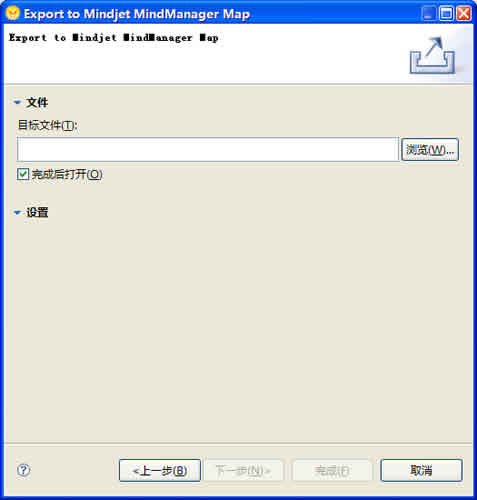 Export to Mindjet MindManager Map
Export to Mindjet MindManager Map
文件
目标文件(T):
浏览(W)...
完成后打开(O)
设置
?
<上一步(B)
下一步(N)>
完成(F)
取消